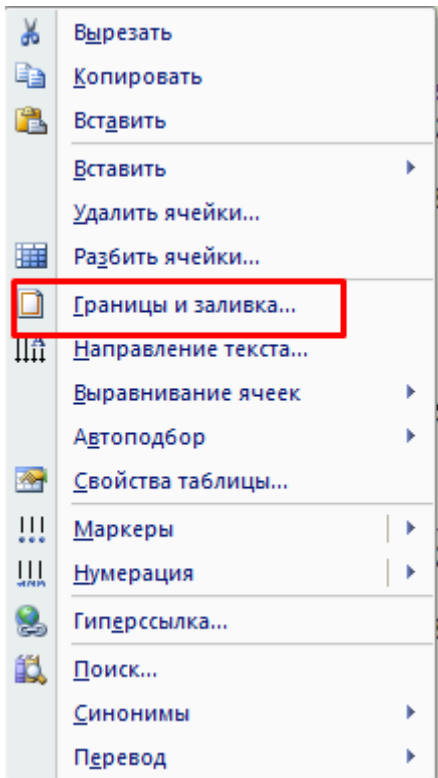 Вырезать
Копировать
Вставить
Вставить
Удалить ячейки...
Разбить ячейки...
Границы и заливка...
Направление текста...
Выравнивание ячеек
Автоподбор
Свойства таблицы...
Маркеры
Нумерация
Гиперссылка...
Поиск...
Синонимы
Перевод